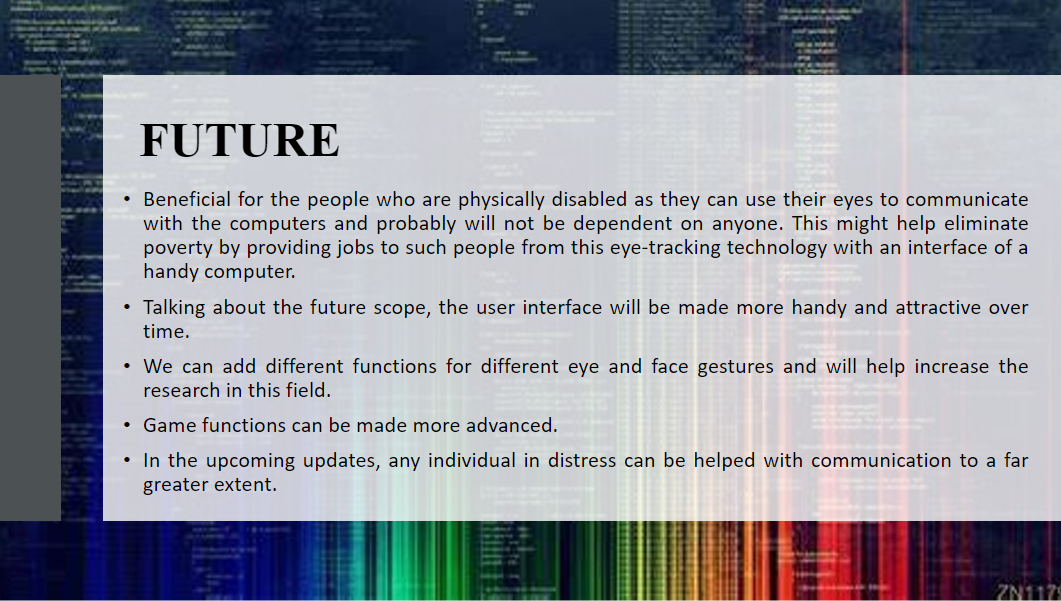 FUTURE
• Beneficial for the people who are physically disabled as they can use their eyes to communicate
with the computers and probably will not be dependent on anyone. This might help eliminate
poverty by providing jobs to such people from this eye-tracking technology with an interface of a
handy computer.
• Talking about the future scope, the user interface will be made more handy and attractive over
time.
• We can add different functions for different eye and face gestures and will help increase the
research in this field.
• Game functions can be made more advanced.
• In the upcoming updates, any individual in distress can be helped with communication to a far
greater extent.